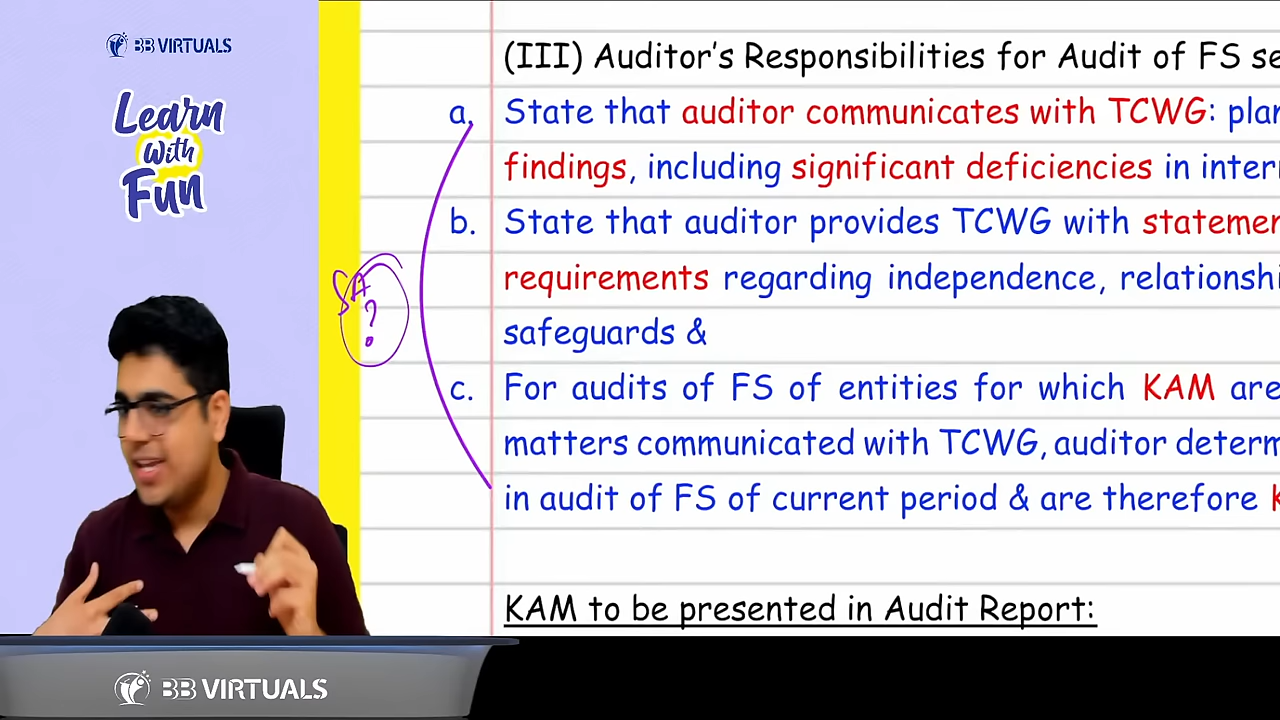 BB VIRTUALS
Learn
With
Fun
(III) Auditor's Responsibilities for Audit of FS se
a. State that auditor communicates with TCWG: plan
findings, including significant deficiencies in intern
b. State that auditor provides TCWG with statemen
requirements regarding independence, relationshi
safeguards &
SA
?
c. For audits of FS of entities for which KAM are
matters communicated with TCWG, auditor determ
in audit of FS of current period & are therefore K
KAM to be presented in Audit Report:
BB VIRTUALS